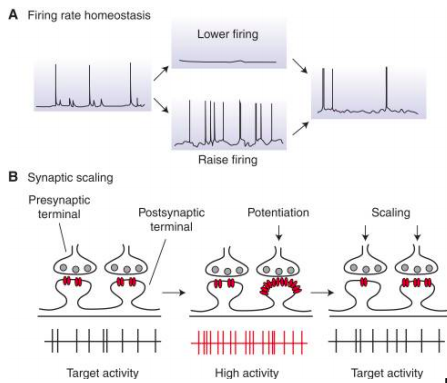 A Firing rate homeostasis
Lower firing
Raise firing
B Synaptic scaling
Presynaptic
terminal
Postsynaptic
terminal
Potentiation
Scaling
Target activity
High activity
Target activity